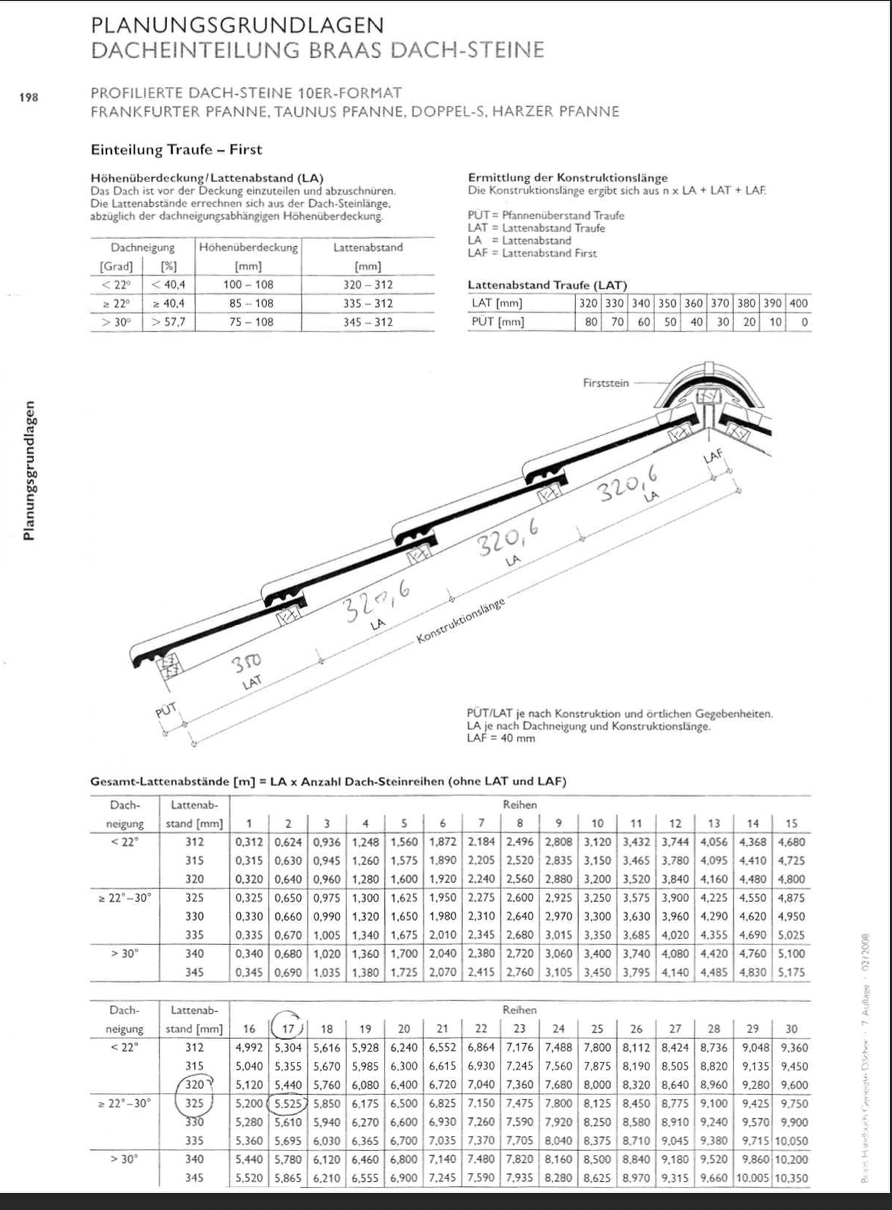 PLANUNGSGRUNDLAGEN
DACHEINTEILUNG BRAAS DACH-STEINE
198
PROFILIERTE DACH-STEINE 10ER-FORMAT
FRANKFURTER PFANNE, TAUNUS PFANNE, DOPPEL-S, HARZER PFANNE
Einteilung Traufe – First
Höhenüberdeckung/Lattenabstand (LA)
Das Dach ist vor der Deckung einzuteilen und abzuschnüren.
Die Lattenabstände errechnen sich aus der Dach-Steinlänge,
abzüglich der dachneigungsabhängigen Höhenüberdeckung.
Dachneigung Höhenüberdeckung Lattenabstand
[Grad] [%] [mm] [mm]
< 22° < 40,4 100 – 108 320 – 312
≥ 22° ≥ 40,4 85 – 108 335 – 312
> 30° > 57,7 75 – 108 345 – 312
Ermittlung der Konstruktionslänge
Die Konstruktionslänge ergibt sich aus n x LA + LAT + LAF.
PÜT = Pfannenüberstand Traufe
LAT = Lattenabstand Traufe
LA = Lattenabstand
LAF = Lattenabstand First
Lattenabstand Traufe (LAT)
LAT [mm] 320 330 340 350 360 370 380 390 400
PÜT [mm] 80 70 60 50 40 30 20 10 0
Planungsgrundlagen
Firststein
LAF
320,6
LA
320,6
LA
320,6
LA
Konstruktionslänge
350
LAT
PÜT
PÜT/LAT je nach Konstruktion und örtlichen Gegebenheiten.
LA je nach Dachneigung und Konstruktionslänge.
LAF = 40 mm
Gesamt-Lattenabstände [m] = LA x Anzahl Dach-Steinreihen (ohne LAT und LAF)
Dach- Lattenab- Reihen
neigung stand [mm] 1 2 3 4 5 6 7 8 9 10 11 12 13 14 15
< 22° 312 0,312 0,624 0,936 1,248 1,560 1,872 2,184 2,496 2,808 3,120 3,432 3,744 4,056 4,368 4,680
315 0,315 0,630 0,945 1,260 1,575 1,890 2,205 2,520 2,835 3,150 3,465 3,780 4,095 4,410 4,725
320 0,320 0,640 0,960 1,280 1,600 1,920 2,240 2,560 2,880 3,200 3,520 3,840 4,160 4,480 4,800
≥ 22°–30° 325 0,325 0,650 0,975 1,300 1,625 1,950 2,275 2,600 2,925 3,250 3,575 3,900 4,225 4,550 4,875
330 0,330 0,660 0,990 1,320 1,650 1,980 2,310 2,640 2,970 3,300 3,630 3,960 4,290 4,620 4,950
335 0,335 0,670 1,005 1,340 1,675 2,010 2,345 2,680 3,015 3,350 3,685 4,020 4,355 4,690 5,025
> 30° 340 0,340 0,680 1,020 1,360 1,700 2,040 2,380 2,720 3,060 3,400 3,740 4,080 4,420 4,760 5,100
345 0,345 0,690 1,035 1,380 1,725 2,070 2,415 2,760 3,105 3,450 3,795 4,140 4,485 4,830 5,175
Dach- Lattenab- Reihen
neigung stand [mm] 16 17 18 19 20 21 22 23 24 25 26 27 28 29 30
< 22° 312 4,992 5,304 5,616 5,928 6,240 6,552 6,864 7,176 7,488 7,800 8,112 8,424 8,736 9,048 9,360
315 5,040 5,355 5,670 5,985 6,300 6,615 6,930 7,245 7,560 7,875 8,190 8,505 8,820 9,135 9,450
320 5,120 5,440 5,760 6,080 6,400 6,720 7,040 7,360 7,680 8,000 8,320 8,640 8,960 9,280 9,600
≥ 22°–30° 325 5,200 5,525 5,850 6,175 6,500 6,825 7,150 7,475 7,800 8,125 8,450 8,775 9,100 9,425 9,750
330 5,280 5,610 5,940 6,270 6,600 6,930 7,260 7,590 7,920 8,250 8,580 8,910 9,240 9,570 9,900
335 5,360 5,695 6,030 6,365 6,700 7,035 7,370 7,705 8,040 8,375 8,710 9,045 9,380 9,715 10,050
> 30° 340 5,440 5,780 6,120 6,460 6,800 7,140 7,480 7,820 8,160 8,500 8,840 9,180 9,520 9,860 10,200
345 5,520 5,865 6,210 6,555 6,900 7,245 7,590 7,935 8,280 8,625 8,970 9,315 9,660 10,005 10,350
7. Auflage · 02/2008